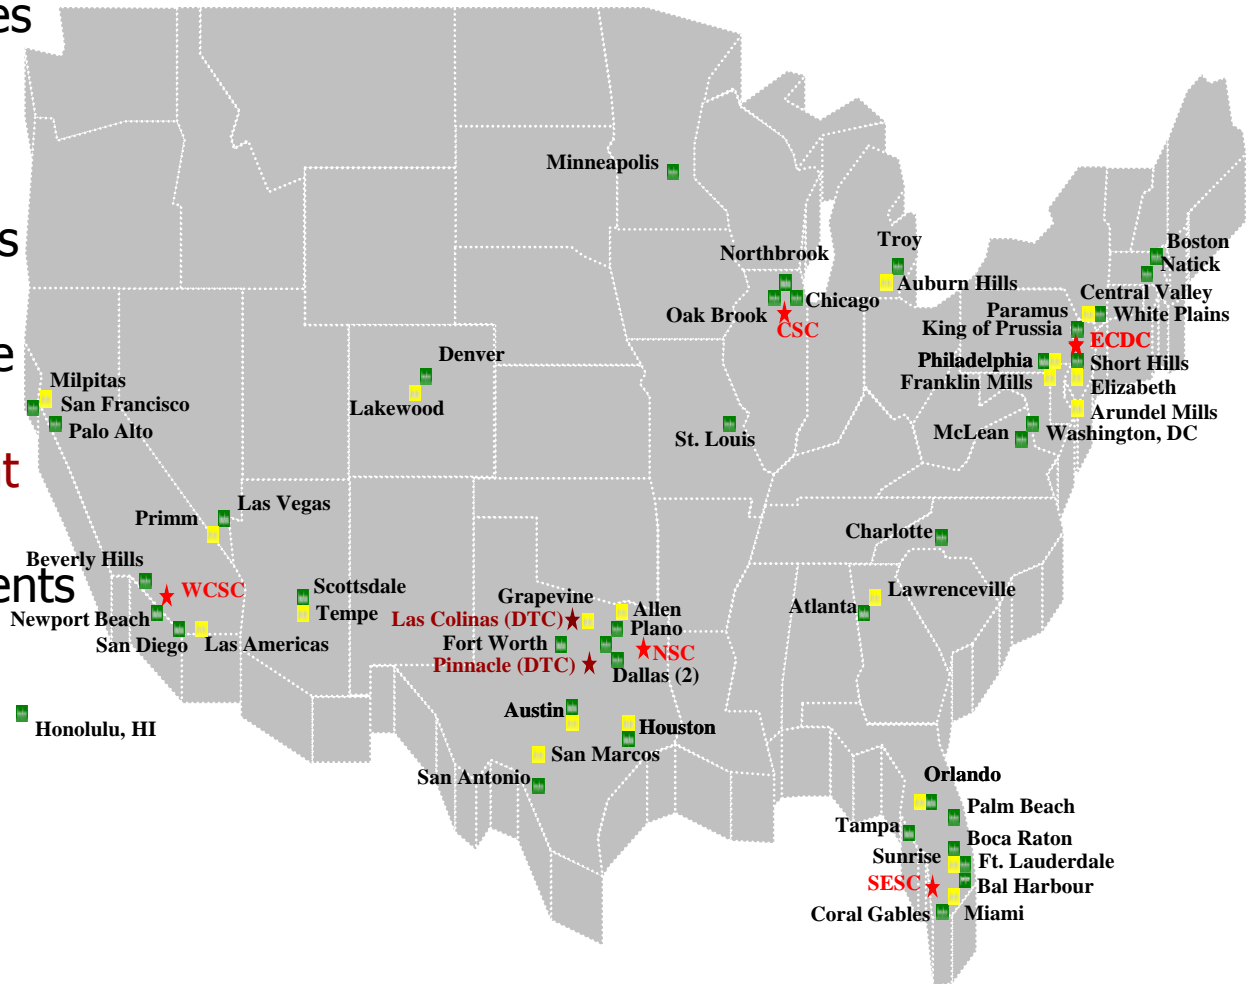 es
s
e
t
ents
Minneapolis
Northbrook
Troy
Boston
Natick
Auburn Hills
Chicago
Oak Brook
CSC
Central Valley
Paramus
White Plains
King of Prussia
ECDC
Philadelphia
Short Hills
Franklin Mills
Elizabeth
Arundel Mills
McLean
Washington, DC
Denver
Lakewood
St. Louis
Milpitas
San Francisco
Palo Alto
Las Vegas
Primm
Beverly Hills
WCSC
Newport Beach
San Diego
Las Americas
Scottsdale
Tempe
Honolulu, HI
Grapevine
Las Colinas (DTC)
Allen
Plano
Fort Worth
NSC
Pinnacle (DTC)
Dallas (2)
Austin
Houston
San Marcos
San Antonio
Charlotte
Lawrenceville
Atlanta
Orlando
Palm Beach
Tampa
Boca Raton
Sunrise
Ft. Lauderdale
SESC
Bal Harbour
Coral Gables
Miami